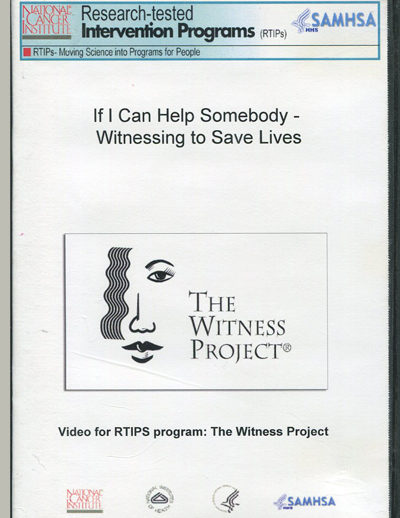 NATIONAL
CANCER
INSTITUTE
Research-tested
Intervention Programs (RTIPs)
SAMHSA
HHS
RTIPs- Moving Science into Programs for People
If I Can Help Somebody -
Witnessing to Save Lives
THE
WITNESS
PROJECT®
Video for RTIPS program: The Witness Project
NATIONAL
CANCER
INSTITUTE
SAMHSA
HHS